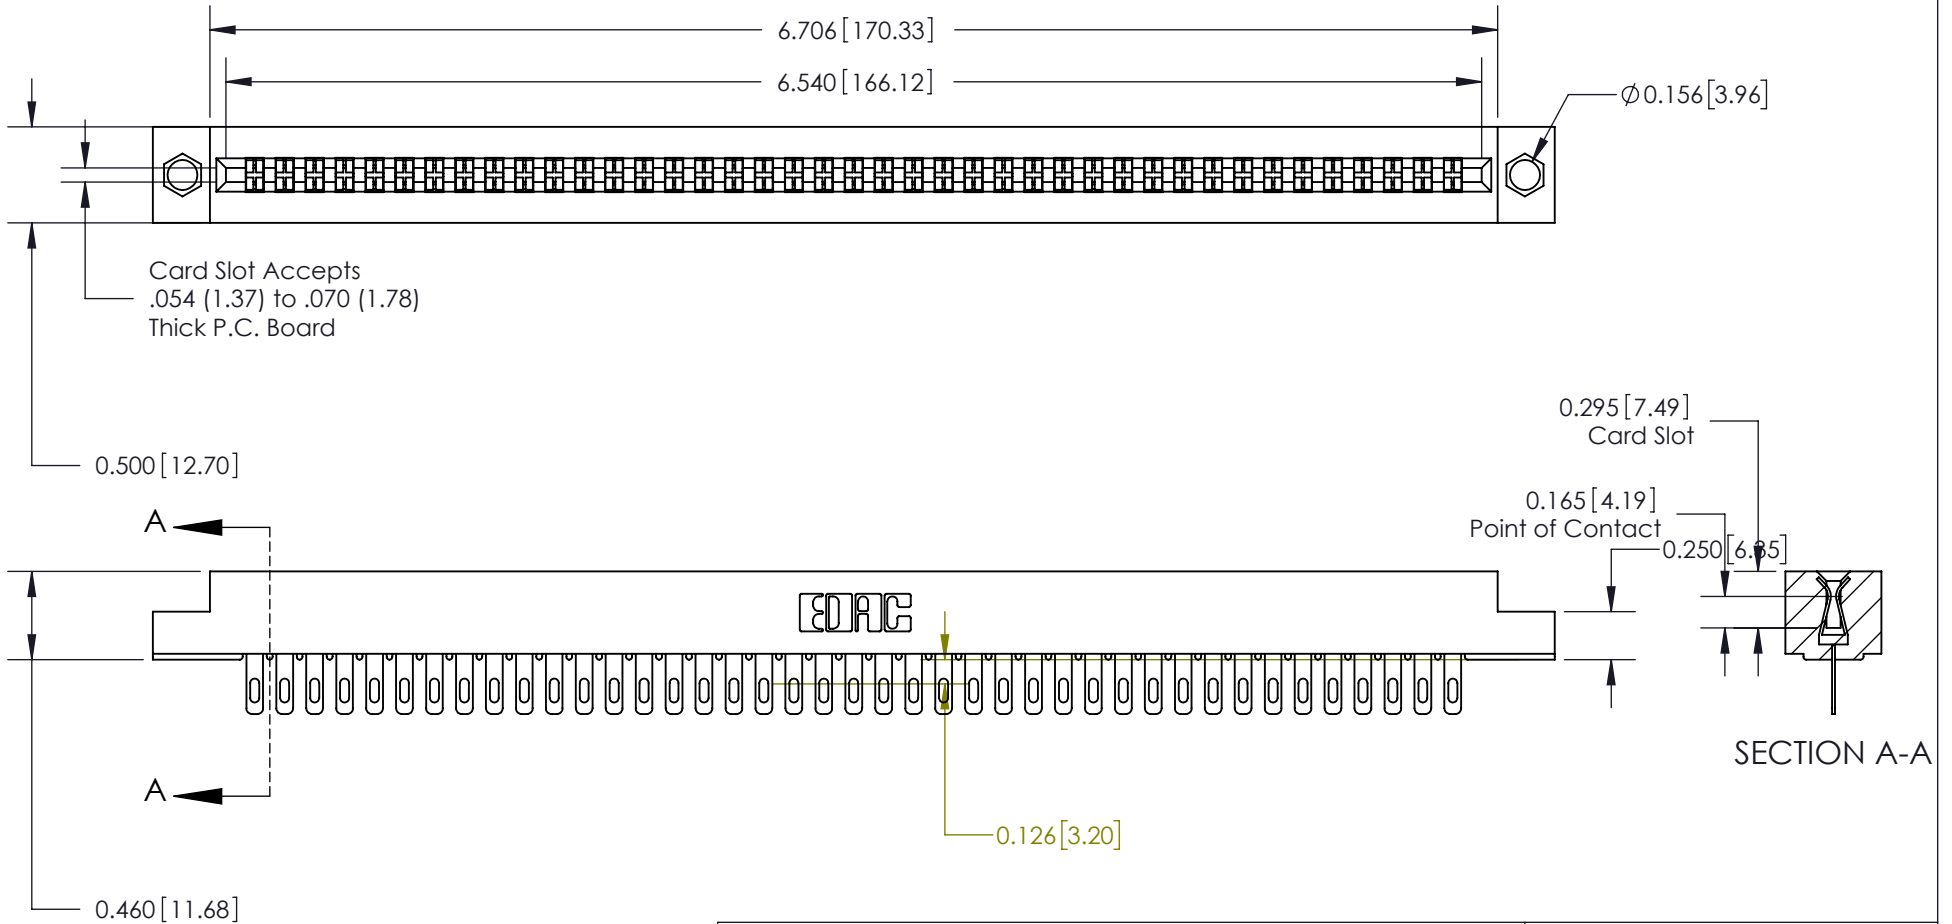 6.706[170.33]
6.540[166.12]
Ø0.156[3.96]
Card Slot Accepts
.054 (1.37) to .070 (1.78)
Thick P.C. Board
0.295[7.49]
Card Slot
0.500[12.70]
0.165[4.19]
Point of Contact
A
0.250[6.35]
EDAC
SECTION A-A
A
0.126[3.20]
0.460[11.68]